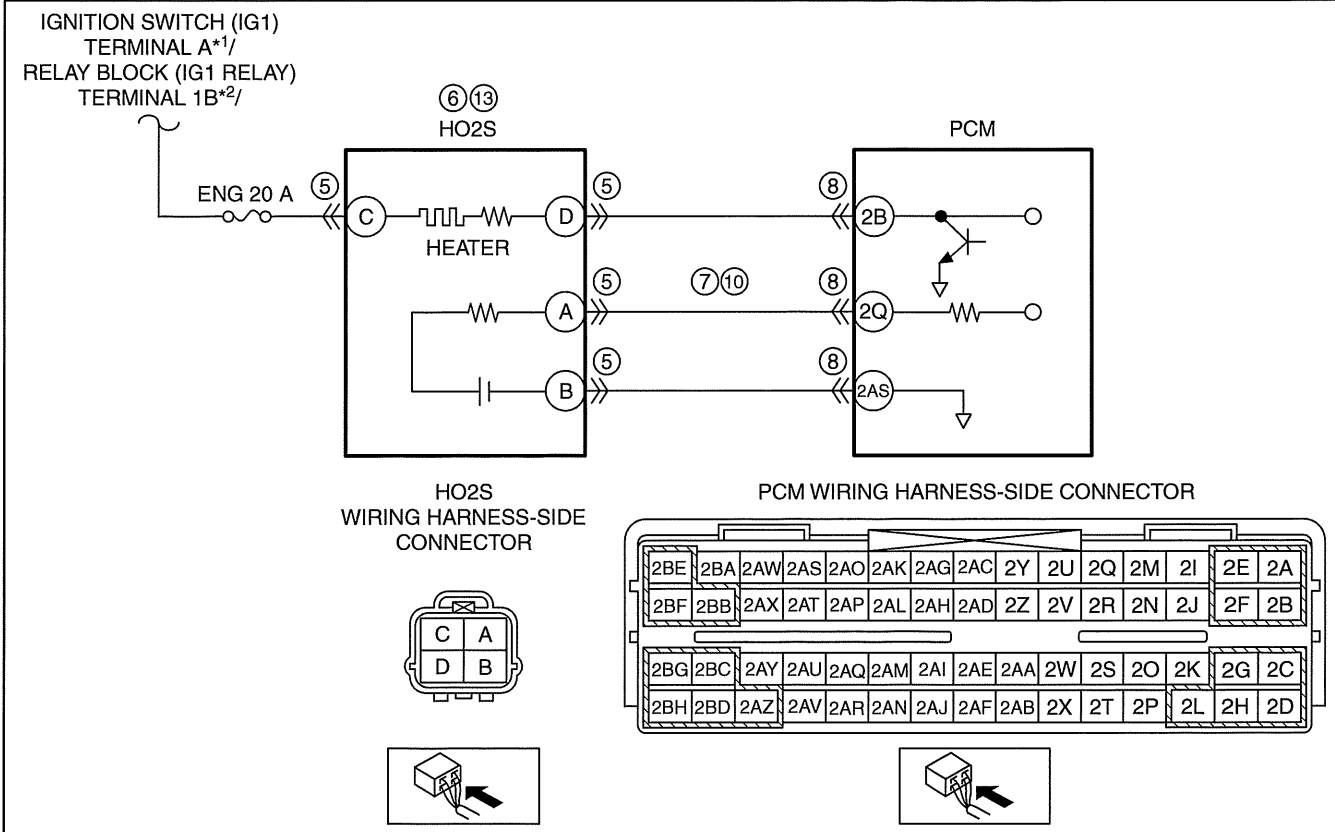 IGNITION SWITCH (IG1)
TERMINAL A*1/
RELAY BLOCK (IG1 RELAY)
TERMINAL 1B*2/
6 13
HO2S
PCM
ENG 20 A
5
C
HEATER
D
5
8
2B
A
5
7 10
8
2Q
B
5
8
2AS
HO2S
WIRING HARNESS-SIDE
CONNECTOR
C A
D B
PCM WIRING HARNESS-SIDE CONNECTOR
2BE 2BA 2AW 2AS 2AO 2AK 2AG 2AC 2Y 2U 2Q 2M 2I 2E 2A
2BF 2BB 2AX 2AT 2AP 2AL 2AH 2AD 2Z 2V 2R 2N 2J 2F 2B
2BG 2BC 2AY 2AU 2AQ 2AM 2AI 2AE 2AA 2W 2S 2O 2K 2G 2C
2BH 2BD 2AZ 2AV 2AR 2AN 2AJ 2AF 2AB 2X 2T 2P 2L 2H 2D